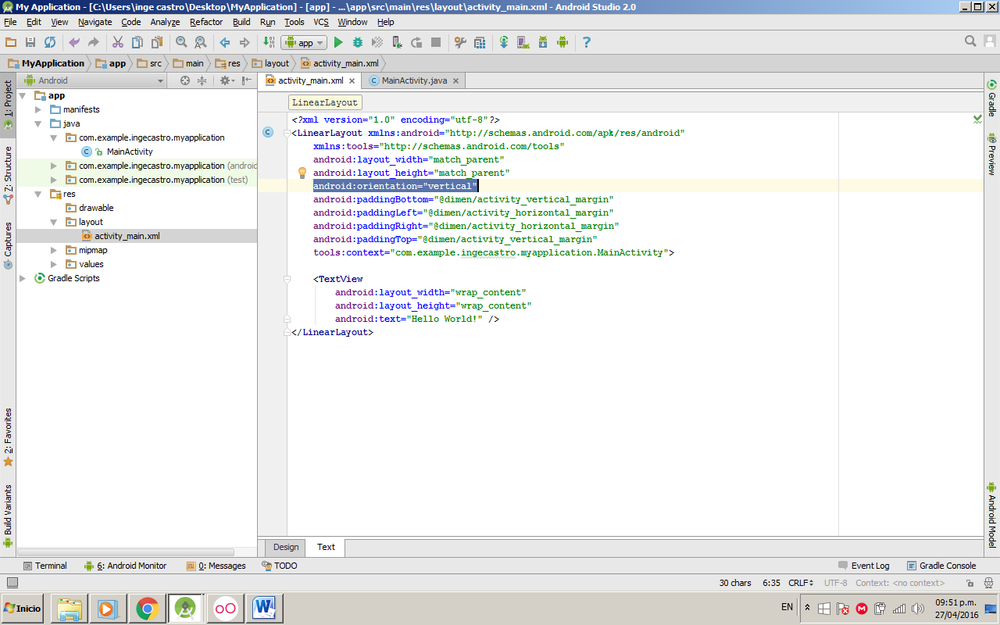 My Application - [C:\Users\inge castro\Desktop\MyApplication] - [app] - ...\app\src\main\res\layout\activity_main.xml - Android Studio 2.0
File Edit View Navigate Code Analyze Refactor Build Run Tools VCS Window Help
app
MyApplication app src main res layout activity_main.xml
Android
activity_main.xml
MainActivity.java
1: Project
7: Structure
Captures
2: Favorites
Build Variants
app
manifests
java
com.example.ingecastro.myapplication
MainActivity
com.example.ingecastro.myapplication (android
com.example.ingecastro.myapplication (test)
res
drawable
layout
activity_main.xml
mipmap
values
Gradle Scripts
LinearLayout
<?xml version="1.0" encoding="utf-8"?>
<LinearLayout xmlns:android="http://schemas.android.com/apk/res/android"
xmlns:tools="http://schemas.android.com/tools"
android:layout_width="match_parent"
android:layout_height="match_parent"
android:orientation="vertical"
android:paddingBottom="@dimen/activity_vertical_margin"
android:paddingLeft="@dimen/activity_horizontal_margin"
android:paddingRight="@dimen/activity_horizontal_margin"
android:paddingTop="@dimen/activity_vertical_margin"
tools:context="com.example.ingecastro.myapplication.MainActivity">
<TextView
android:layout_width="wrap_content"
android:layout_height="wrap_content"
android:text="Hello World!" />
</LinearLayout>
Gradle
Preview
Android Model
Design Text
Terminal 6: Android Monitor 0: Messages TODO Event Log Gradle Console
30 chars 6:35 CRLF UTF-8 Context: <no context>
Inicio
EN
09:51 p.m.
27/04/2016